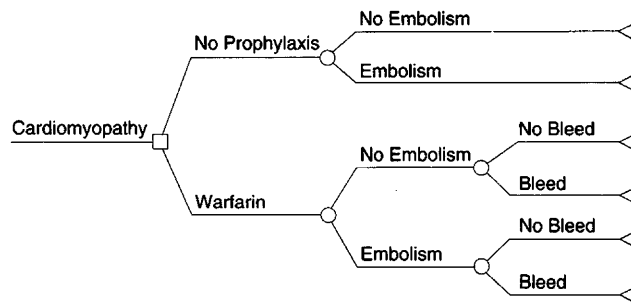 No Embolism
No Prophylaxis
Embolism
Cardiomyopathy
No Bleed
No Embolism
Bleed
Warfarin
No Bleed
Embolism
Bleed